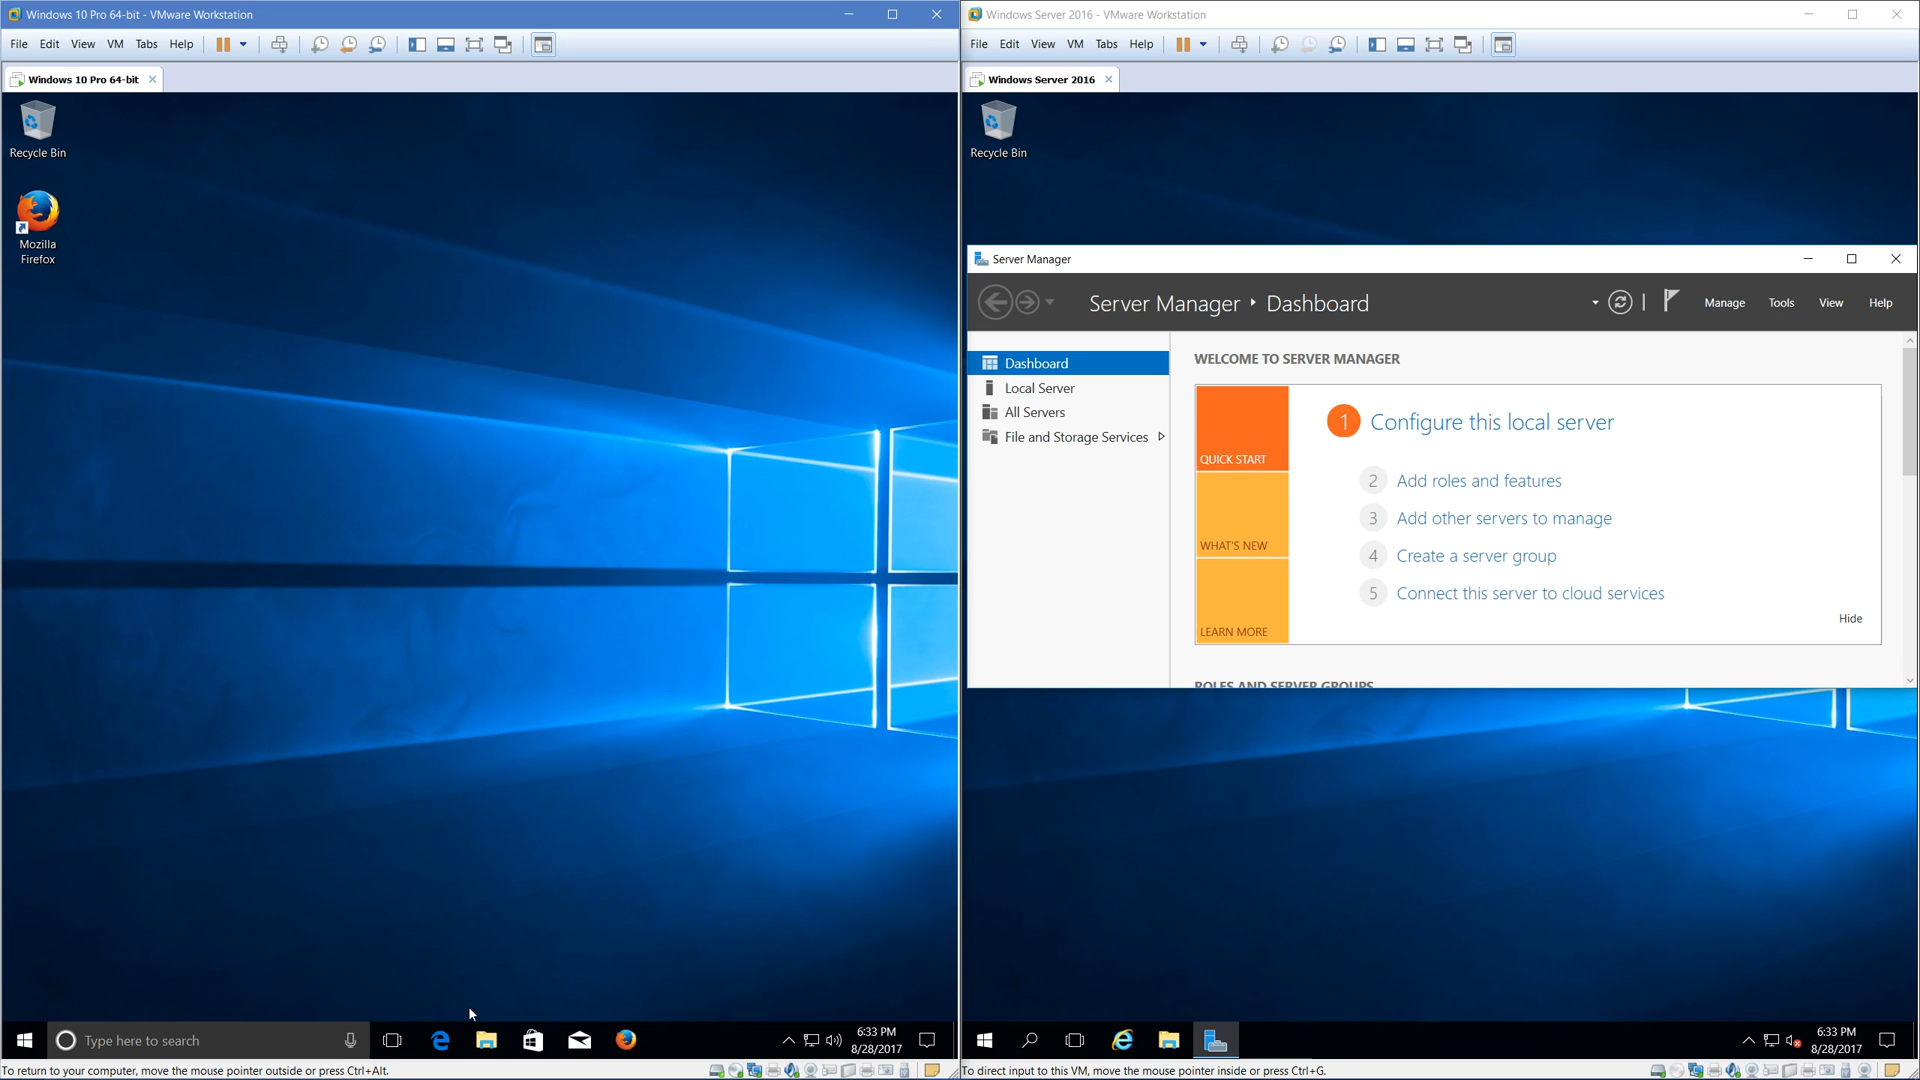 Windows 10 Pro 64-bit - VMware Workstation
File Edit View VM Tabs Help
Windows 10 Pro 64-bit
Recycle Bin
Mozilla
Firefox
Type here to search
6:33 PM
8/28/2017
To return to your computer, move the mouse pointer outside or press Ctrl+Alt.
Windows Server 2016 - VMware Workstation
File Edit View VM Tabs Help
Windows Server 2016
Recycle Bin
Server Manager
Server Manager Dashboard
Manage Tools View Help
Dashboard
Local Server
All Servers
File and Storage Services
WELCOME TO SERVER MANAGER
QUICK START
WHAT'S NEW
LEARN MORE
1 Configure this local server
2 Add roles and features
3 Add other servers to manage
4 Create a server group
5 Connect this server to cloud services
Hide
ROLES AND SERVER GROUPS
6:33 PM
8/28/2017
To direct input to this VM, move the mouse pointer inside or press Ctrl+G.